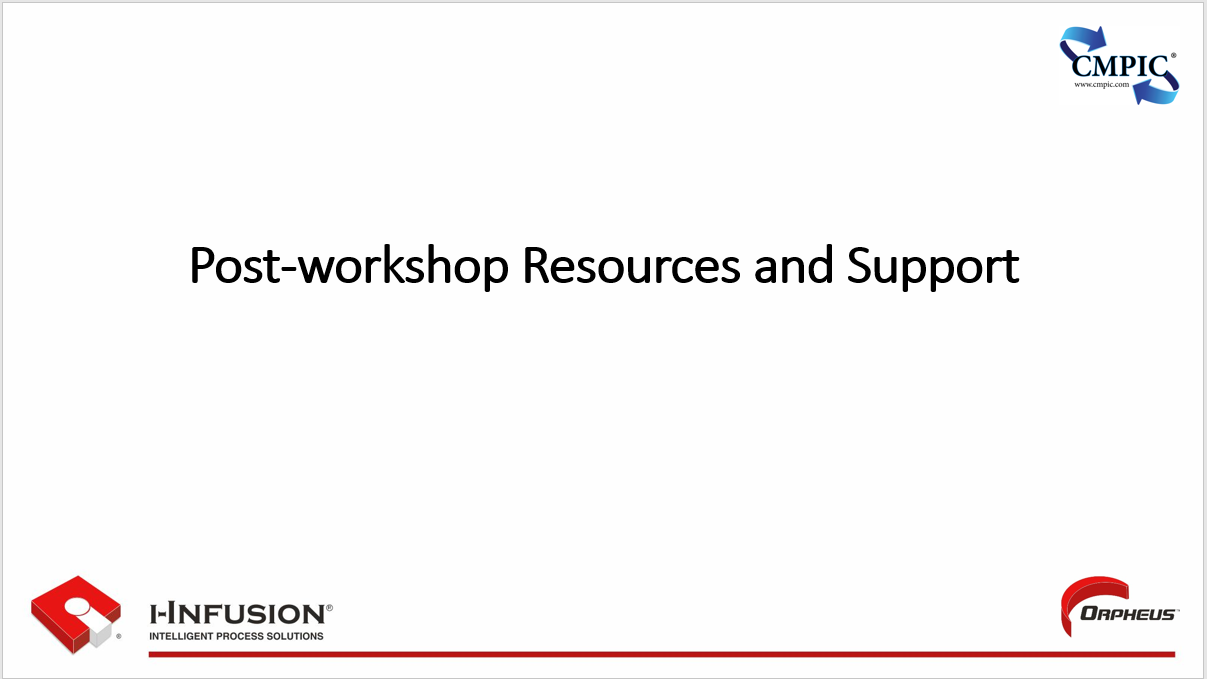 CMPIC®
www.cmpic.com
Post-workshop Resources and Support
I-INFUSION®
INTELLIGENT PROCESS SOLUTIONS
®
ORPHEUS™